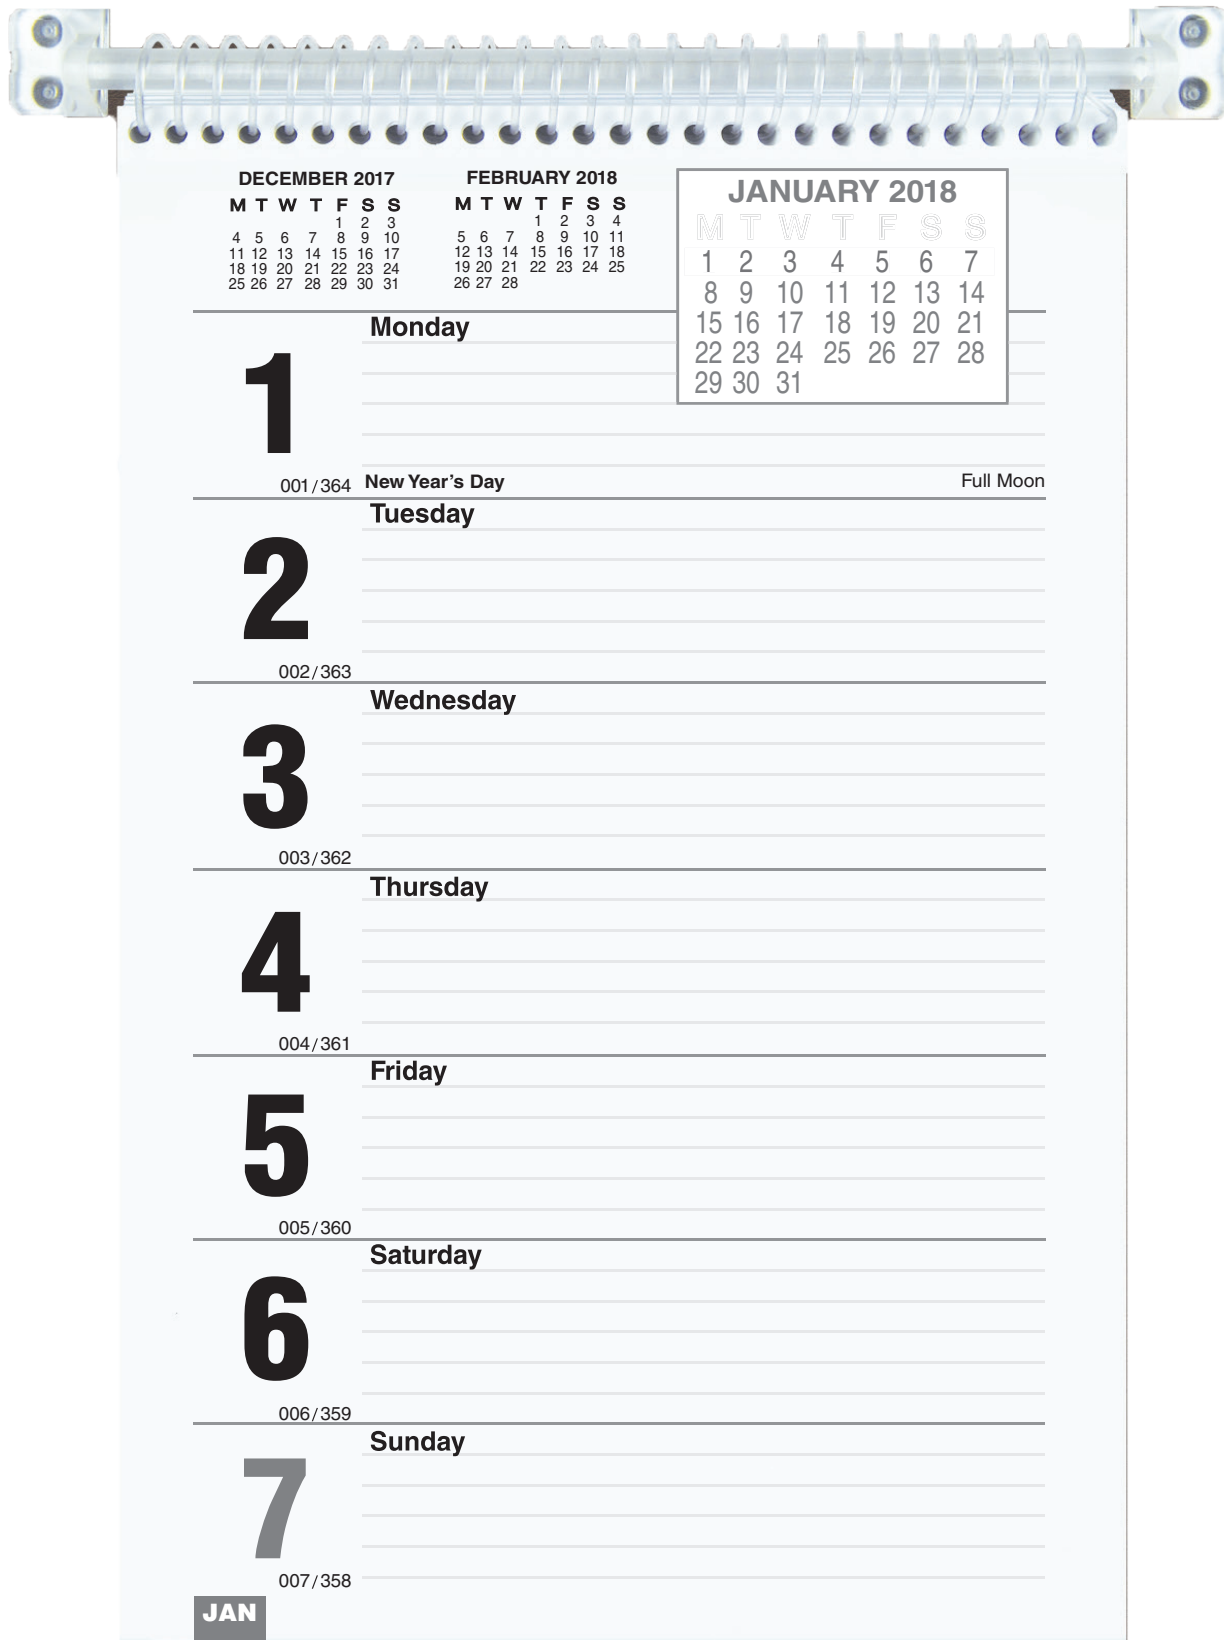 DECEMBER 2017
M T W T F S S
1 2 3
4 5 6 7 8 9 10
11 12 13 14 15 16 17
18 19 20 21 22 23 24
25 26 27 28 29 30 31
FEBRUARY 2018
M T W T F S S
1 2 3 4
5 6 7 8 9 10 11
12 13 14 15 16 17 18
19 20 21 22 23 24 25
26 27 28
JANUARY 2018
M T W T F S S
1 2 3 4 5 6 7
8 9 10 11 12 13 14
15 16 17 18 19 20 21
22 23 24 25 26 27 28
29 30 31
Monday
1
001/364 New Year's Day Full Moon
Tuesday
2
002/363
Wednesday
3
003/362
Thursday
4
004/361
Friday
5
005/360
Saturday
6
006/359
Sunday
7
007/358
JAN